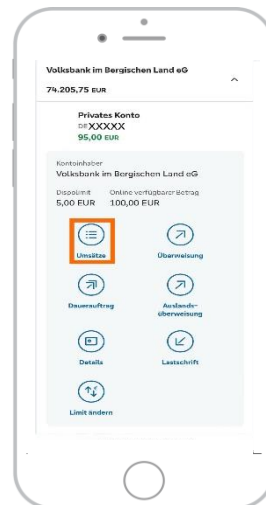 Volksbank im Bergischen Land eG
74.205,75 EUR
Privates Konto
DE XXXXX
95,00 EUR
Kontoinhaber
Volksbank im Bergischen Land eG
Dispolimit Online verfügbarer Betrag
5,00 EUR 100,00 EUR
Umsätze Überweisung
Dauerauftrag Auslands-
überweisung
Details Lastschrift
Limit ändern